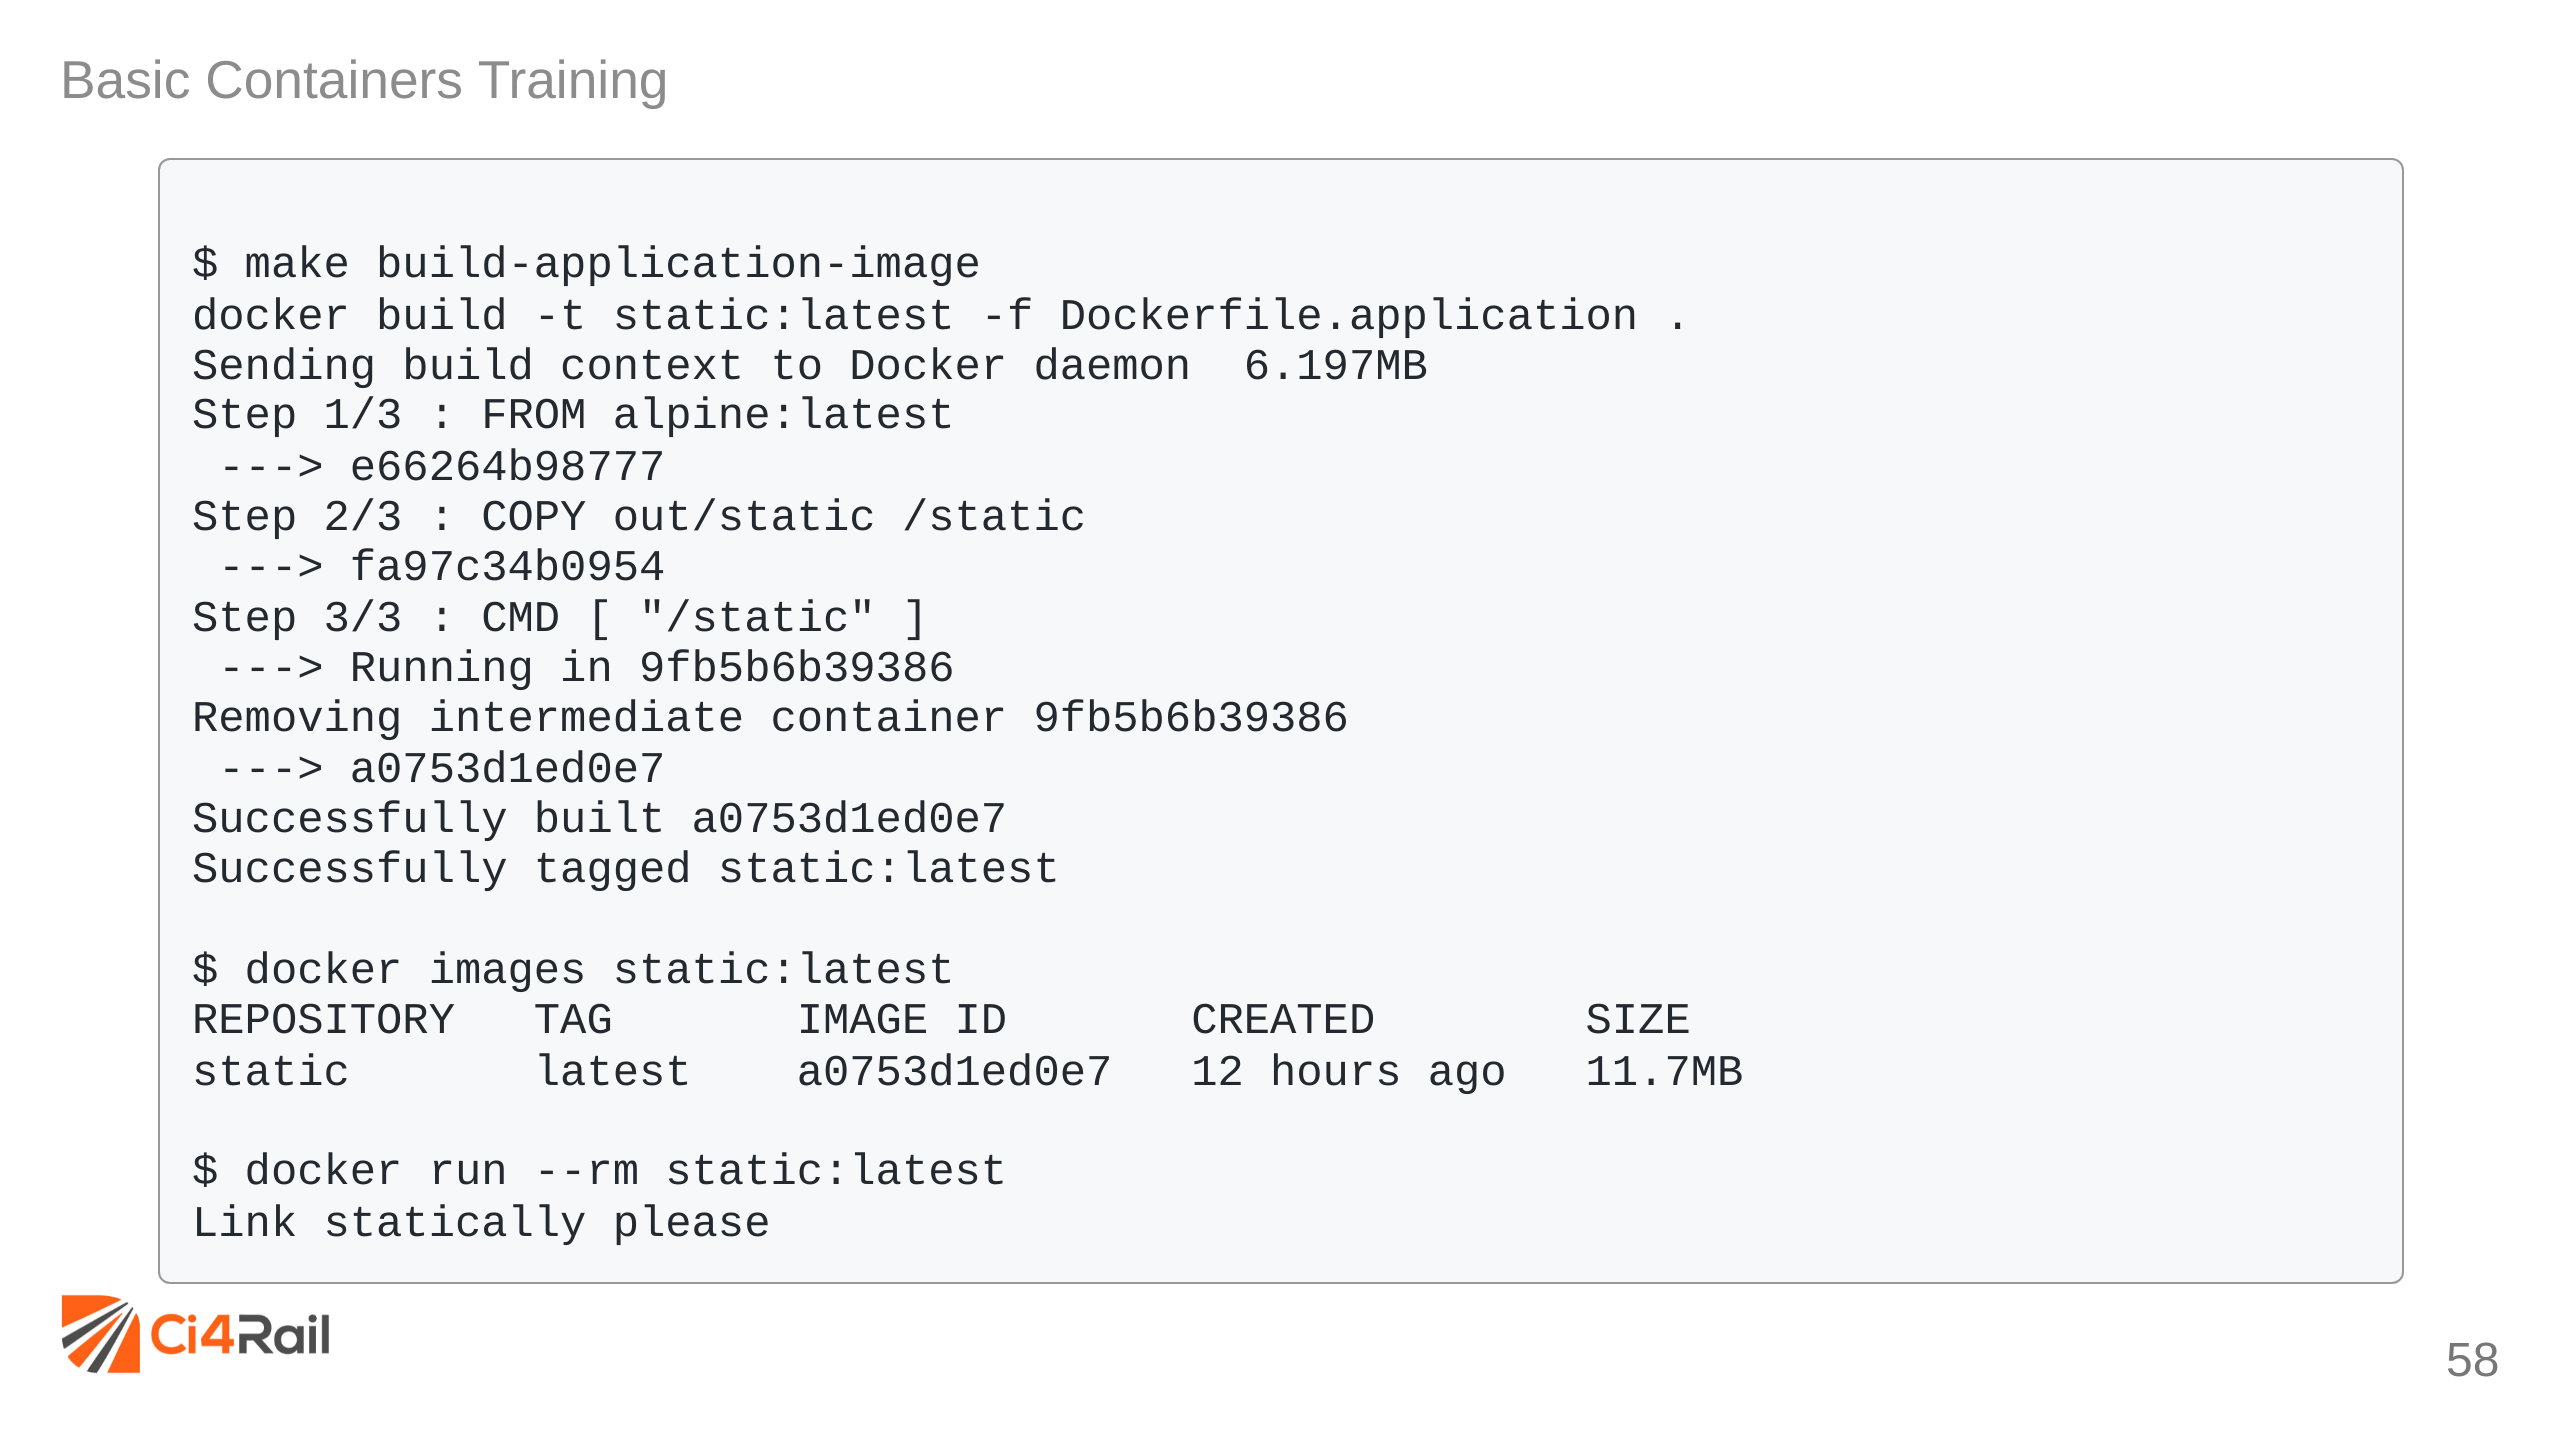 Basic Containers Training
$ make build-application-image
docker build -t static:latest -f Dockerfile.application .
Sending build context to Docker daemon  6.197MB
Step 1/3 : FROM alpine:latest
 ---> e66264b98777
Step 2/3 : COPY out/static /static
 ---> fa97c34b0954
Step 3/3 : CMD [ "/static" ]
 ---> Running in 9fb5b6b39386
Removing intermediate container 9fb5b6b39386
 ---> a0753d1ed0e7
Successfully built a0753d1ed0e7
Successfully tagged static:latest
$ docker images static:latest
REPOSITORY   TAG       IMAGE ID       CREATED        SIZE
static       latest    a0753d1ed0e7   12 hours ago   11.7MB
$ docker run --rm static:latest
Link statically please
Ci4Rail
58